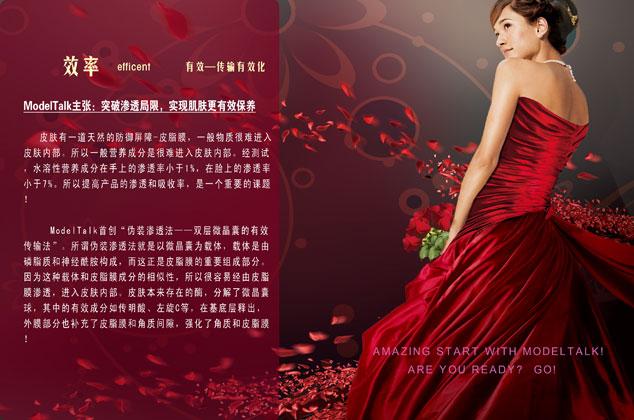 效率 efficent 有效—传输有效化
ModelTalk主张：突破渗透局限，实现肌肤更有效保养
皮肤有一道天然的防御屏障-皮脂膜，一般物质很难进入
皮肤内部。所以一般营养成分是很难进入皮肤内部。经测试
，水溶性营养成分在手上的渗透率小于1%，在脸上的渗透率
小于7%。所以提高产品的渗透和吸收率，是一个重要的课题
！
ModelTalk首创“伪装渗透法——双层微晶囊的有效
传输法”。所谓伪装渗透法就是以微晶囊为载体，载体是由
磷脂质和神经酰胺构成，而这正是皮脂膜的重要组成部分。
因为这种载体和皮脂膜成分的相似性，所以很容易经由皮脂
膜渗透，进入皮肤内部。皮肤本来存在的酶，分解了微晶囊
球，其中的有效成分如传明酸、左旋C等。在基底层释出，
外膜部分也补充了皮脂膜和角质间隙，强化了角质和皮脂膜
！
AMAZING START WITH MODELTALK!
ARE YOU READY? GO!